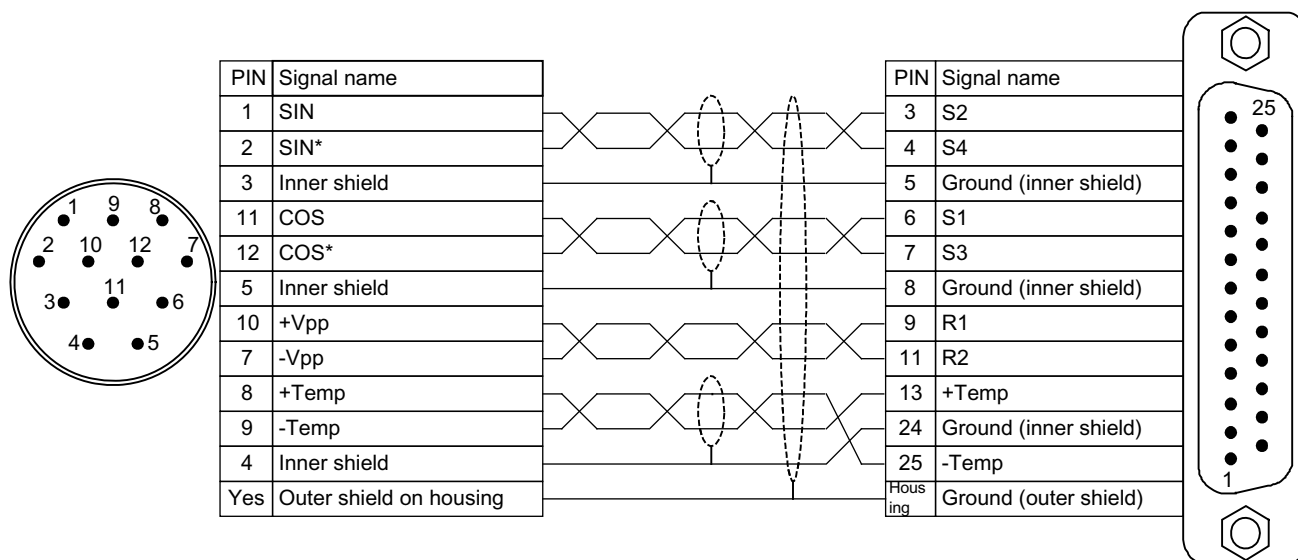 PIN Signal name
1 SIN
2 SIN*
3 Inner shield
11 COS
12 COS*
5 Inner shield
10 +Vpp
7 -Vpp
8 +Temp
9 -Temp
4 Inner shield
Yes Outer shield on housing
PIN Signal name
3 S2
4 S4
5 Ground (inner shield)
6 S1
7 S3
8 Ground (inner shield)
9 R1
11 R2
13 +Temp
24 Ground (inner shield)
25 -Temp
Hous
ing Ground (outer shield)
1 9 8
2 10 12 7
3 11 6
4 5
25
1